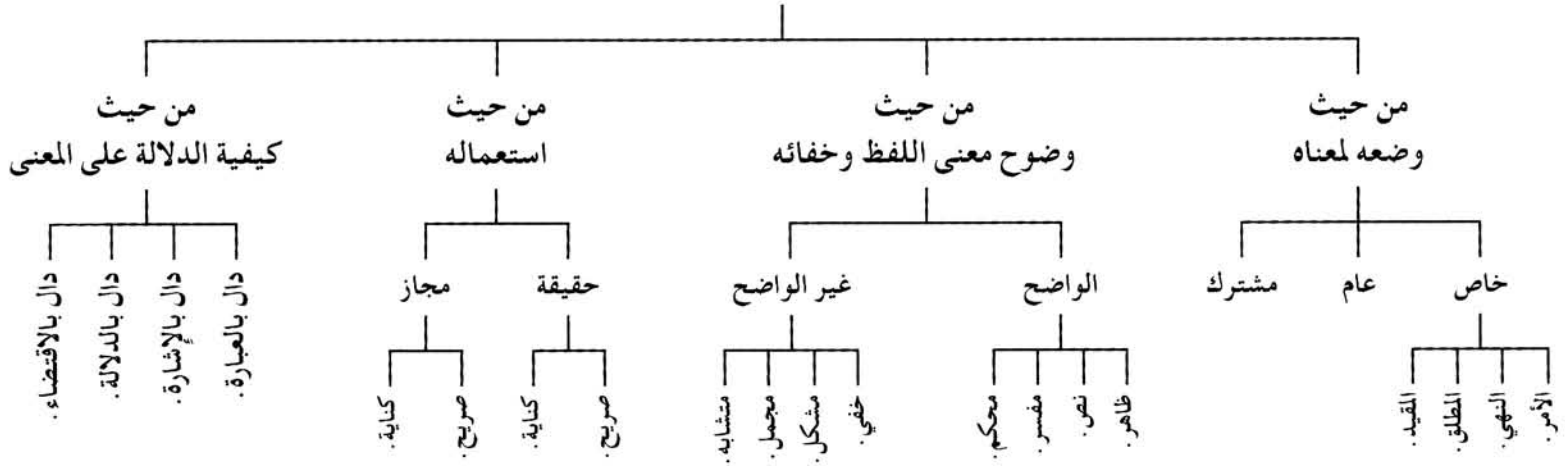 من حيث
وضعه لمعناه
من حيث
وضوح معنى اللفظ وخفائه
من حيث
استعماله
من حيث
كيفية الدلالة على المعنى
خاص
عام
مشترك
الواضح
غير الواضح
حقيقة
مجاز
دال بالعبارة.
دال بالإشارة.
دال بالدلالة.
دال بالاقتضاء.
الأمر.
النهي.
المطلق.
المقيد.
ظاهر.
نص.
مفسر.
محكم.
خفي.
مشكل.
مجمل.
متشابه.
صريح.
كناية.
صريح.
كناية.